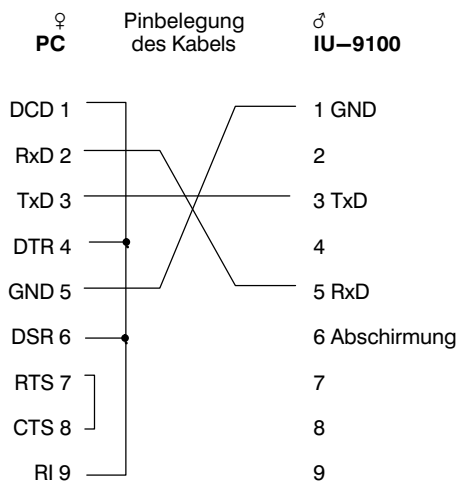 ♀ Pinbelegung ♂
PC des Kabels IU–9100
DCD 1 1 GND
RxD 2 2
TxD 3 3 TxD
DTR 4 4
GND 5 5 RxD
DSR 6 6 Abschirmung
RTS 7 7
CTS 8 8
RI 9 9